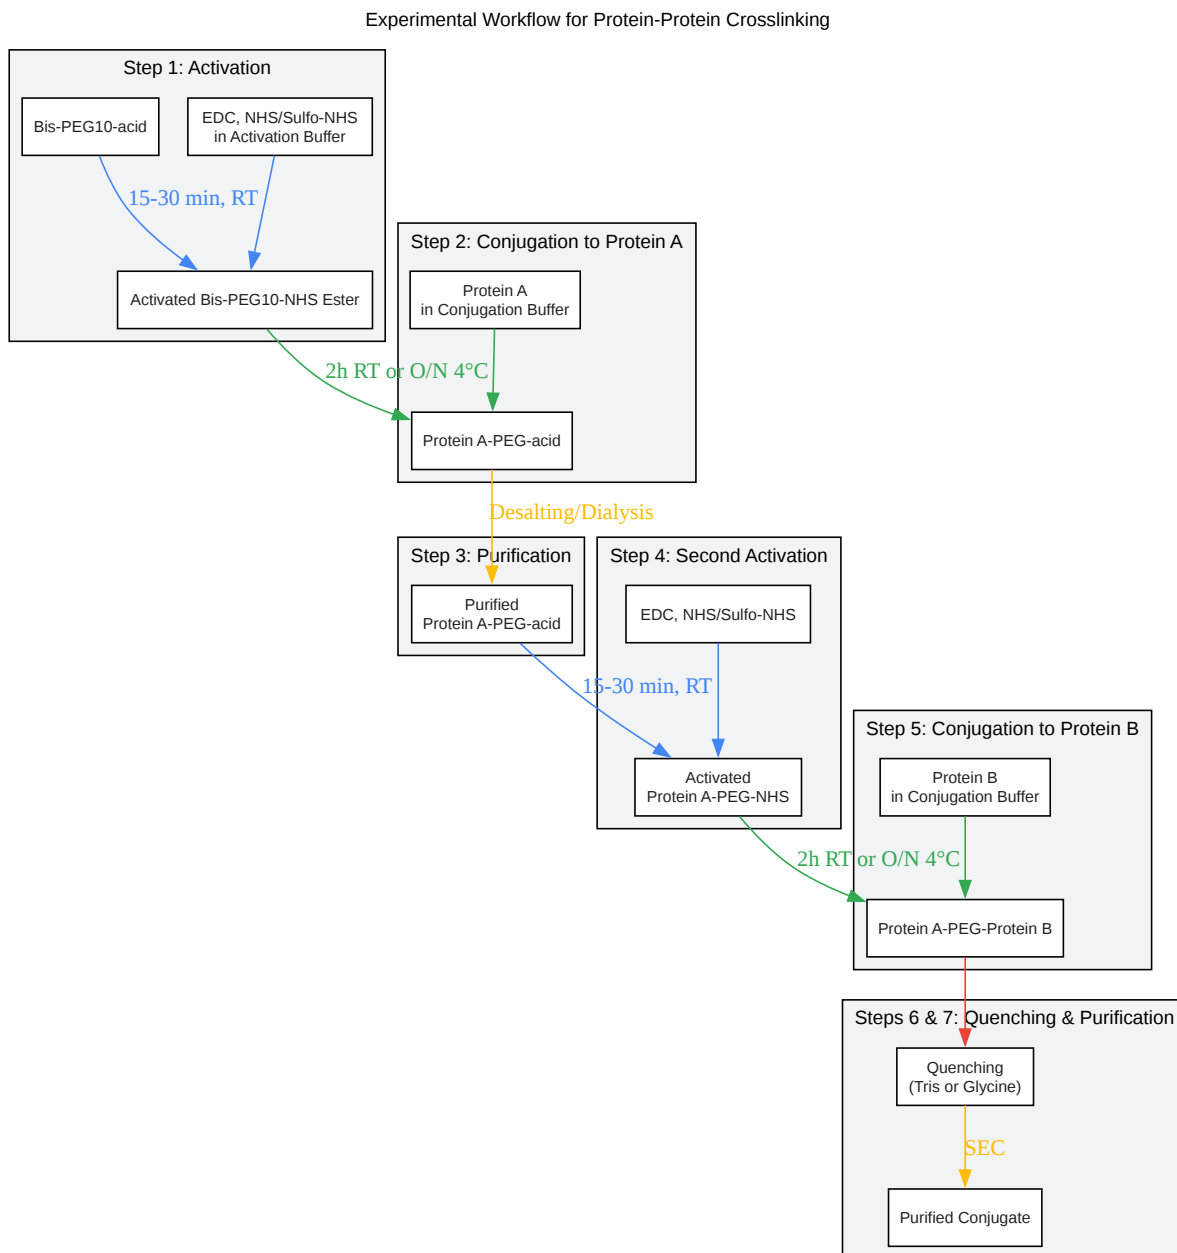 Experimental Workflow for Protein-Protein Crosslinking
Step 1: Activation
Bis-PEG10-acid
EDC, NHS/Sulfo-NHS
in Activation Buffer
15-30 min, RT
Activated Bis-PEG10-NHS Ester
Step 2: Conjugation to Protein A
Protein A
in Conjugation Buffer
2h RT or O/N 4°C
Protein A-PEG-acid
Desalting/Dialysis
Step 3: Purification
Purified
Protein A-PEG-acid
Step 4: Second Activation
EDC, NHS/Sulfo-NHS
15-30 min, RT
Activated
Protein A-PEG-NHS
Step 5: Conjugation to Protein B
Protein B
in Conjugation Buffer
2h RT or O/N 4°C
Protein A-PEG-Protein B
Steps 6 & 7: Quenching & Purification
Quenching
(Tris or Glycine)
SEC
Purified Conjugate